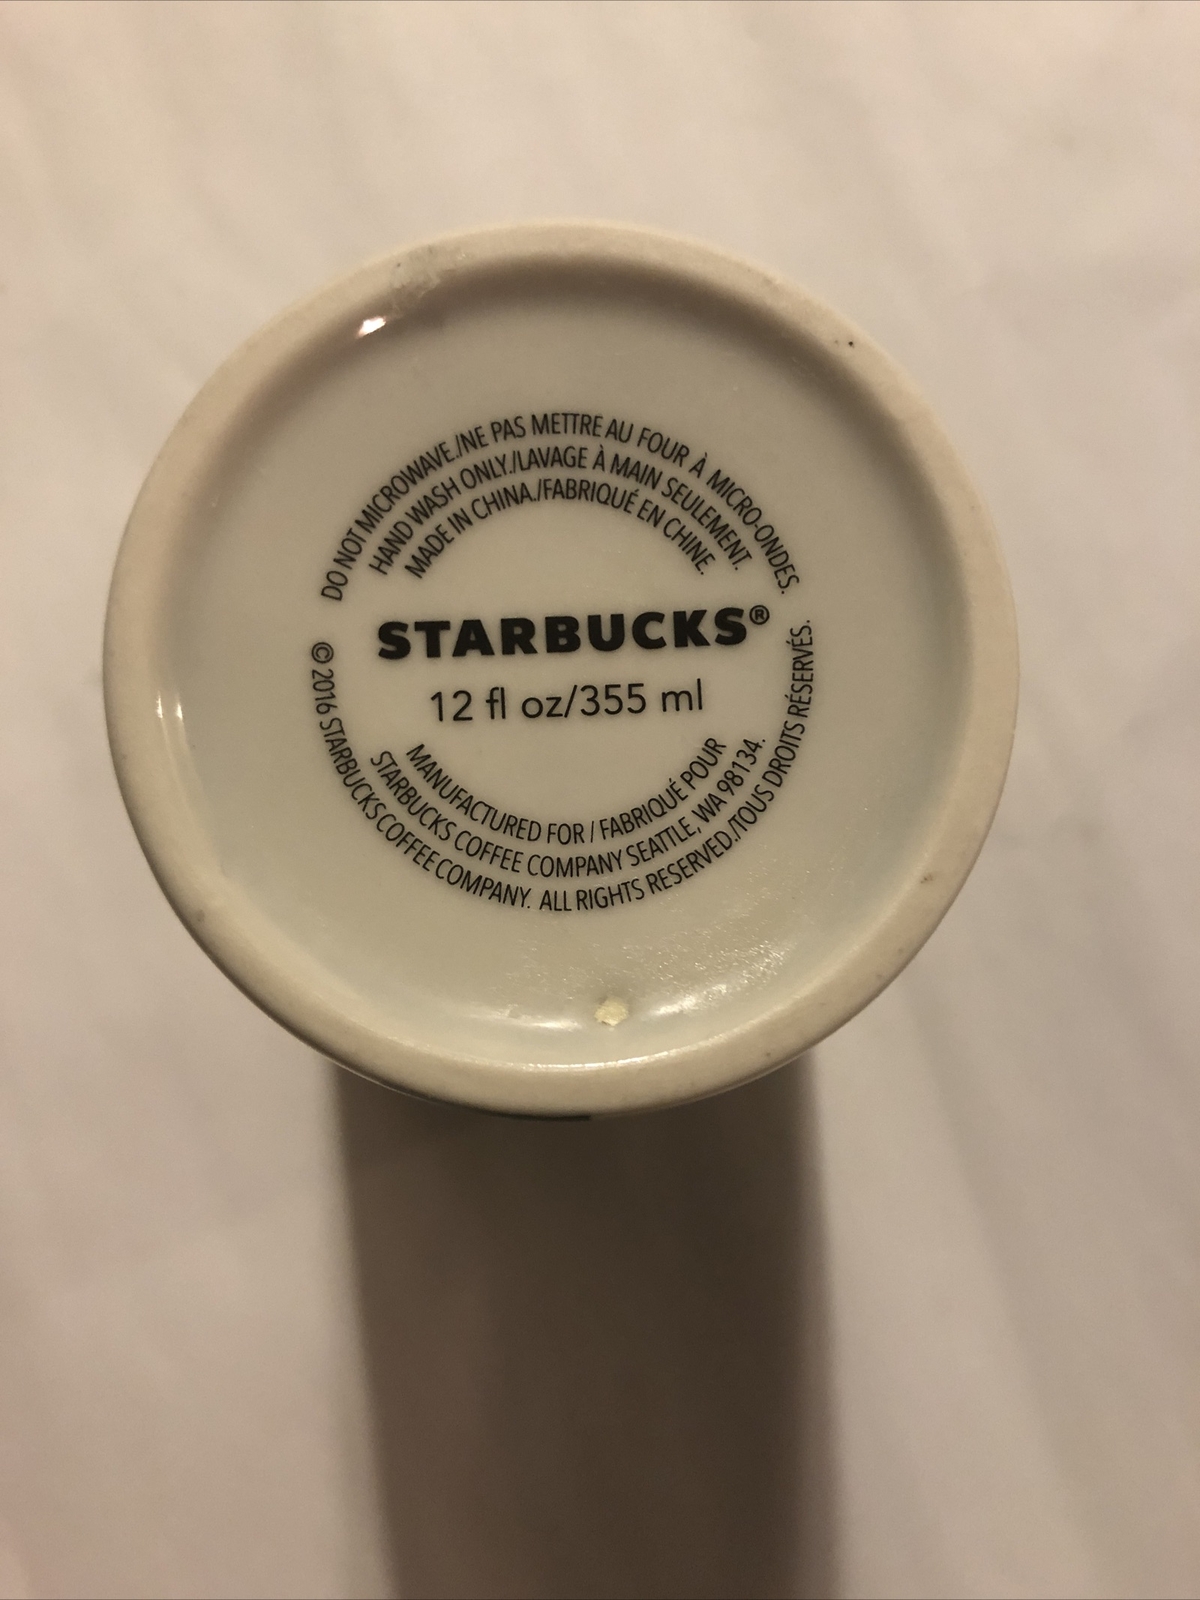 DO NOT MICROWAVE./NE PAS METTRE AU FOUR À MICRO-ONDES.
HAND WASH ONLY./LAVAGE À MAIN SEULEMENT.
MADE IN CHINA./FABRIQUÉ EN CHINE.
STARBUCKS®
12 fl oz/355 ml
MANUFACTURED FOR / FABRIQUÉ POUR
STARBUCKS COFFEE COMPANY SEATTLE, WA 98134.
© 2016 STARBUCKS COFFEE COMPANY. ALL RIGHTS RESERVED./TOUS DROITS RÉSERVÉS.